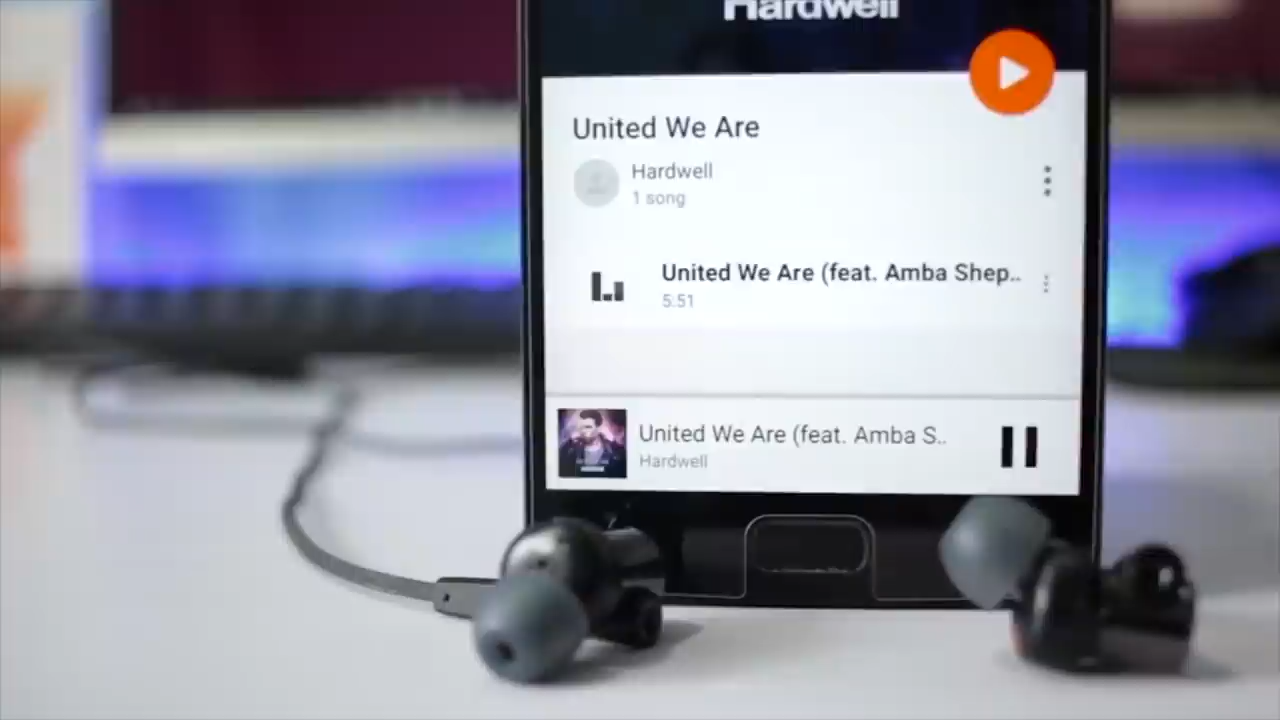 Hardwell
United We Are
Hardwell
1 song
United We Are (feat. Amba Shep..
5:51
United We Are (feat. Amba S..
Hardwell